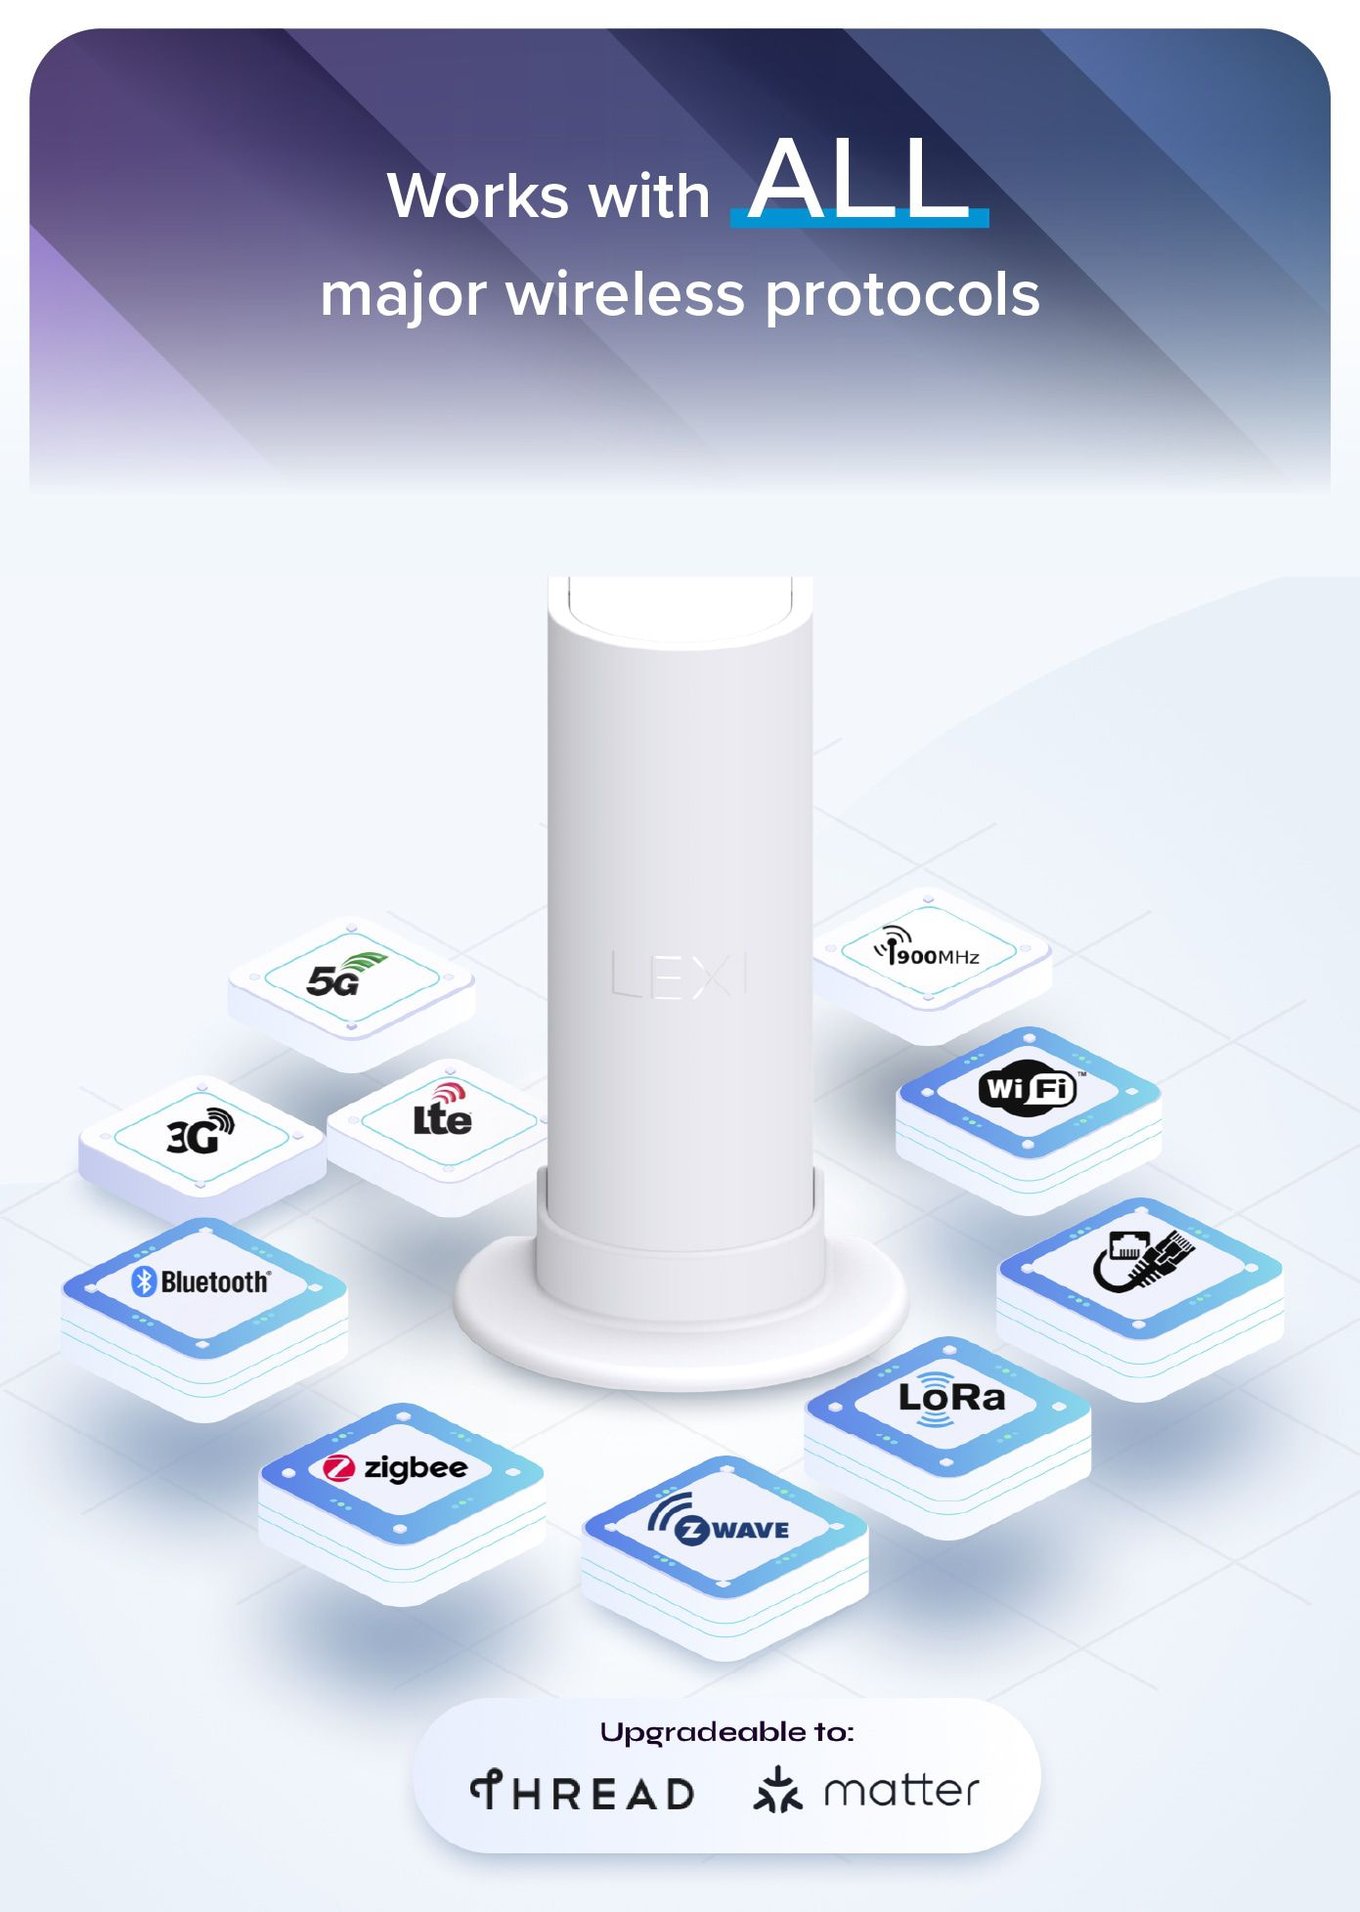 Works with ALL
major wireless protocols
LEXI
5G
900MHz
3G
Lte
WiFi™
Bluetooth®
LoRa
zigbee
Z WAVE
Upgradeable to:
THREAD matter